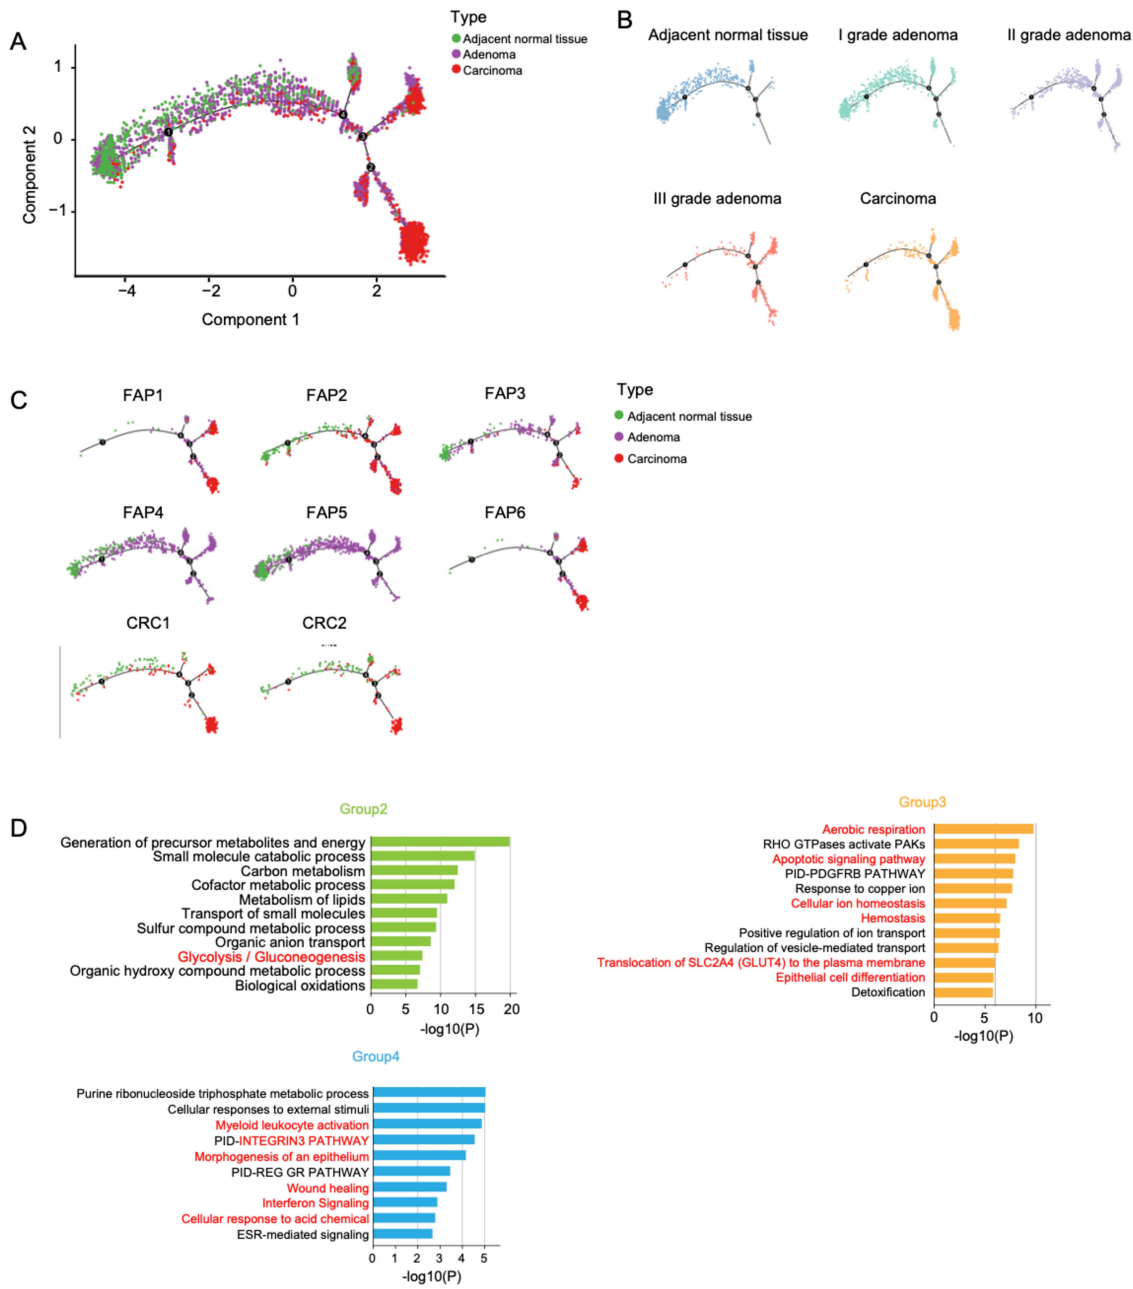 A
Type
Adjacent normal tissue
Adenoma
Carcinoma
Component 2
1
0
−1
1
2
3
4
−4
−2
0
2
Component 1
B
Adjacent normal tissue
I grade adenoma
II grade adenoma
III grade adenoma
Carcinoma
C
FAP1
FAP2
FAP3
Type
Adjacent normal tissue
Adenoma
Carcinoma
FAP4
FAP5
FAP6
CRC1
CRC2
D
Group2
Generation of precursor metabolites and energy
Small molecule catabolic process
Carbon metabolism
Cofactor metabolic process
Metabolism of lipids
Transport of small molecules
Sulfur compound metabolic process
Organic anion transport
Glycolysis / Gluconeogenesis
Organic hydroxy compound metabolic process
Biological oxidations
0 5 10 15 20
-log10(P)
Group3
Aerobic respiration
RHO GTPases activate PAKs
Apoptotic signaling pathway
PID-PDGFRB PATHWAY
Response to copper ion
Cellular ion homeostasis
Hemostasis
Positive regulation of ion transport
Regulation of vesicle-mediated transport
Translocation of SLC2A4 (GLUT4) to the plasma membrane
Epithelial cell differentiation
Detoxification
0 5 10
-log10(P)
Group4
Purine ribonucleoside triphosphate metabolic process
Cellular responses to external stimuli
Myeloid leukocyte activation
PID-INTEGRIN3 PATHWAY
Morphogenesis of an epithelium
PID-REG GR PATHWAY
Wound healing
Interferon Signaling
Cellular response to acid chemical
ESR-mediated signaling
0 1 2 3 4 5
-log10(P)